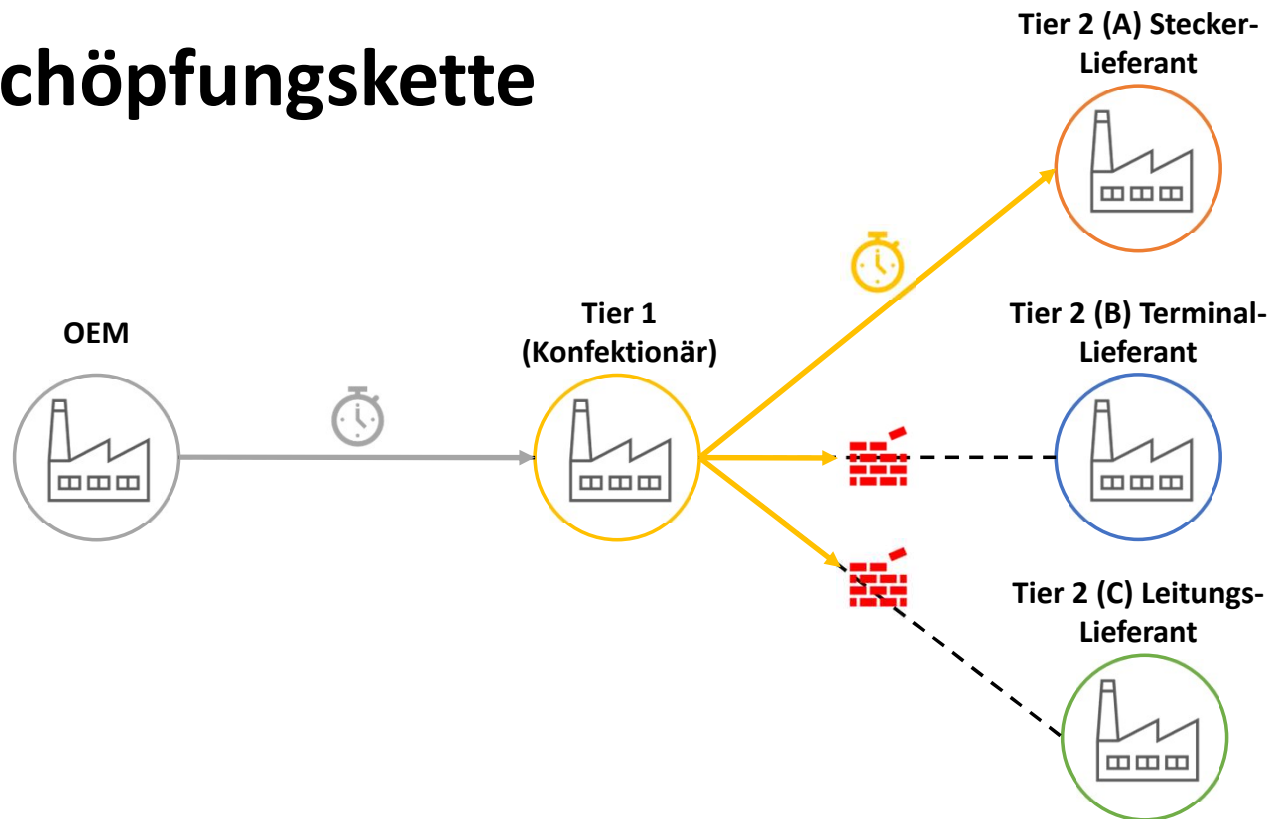 chöpfungskette
Tier 2 (A) Stecker-
Lieferant
OEM
Tier 1
(Konfektionär)
Tier 2 (B) Terminal-
Lieferant
Tier 2 (C) Leitungs-
Lieferant